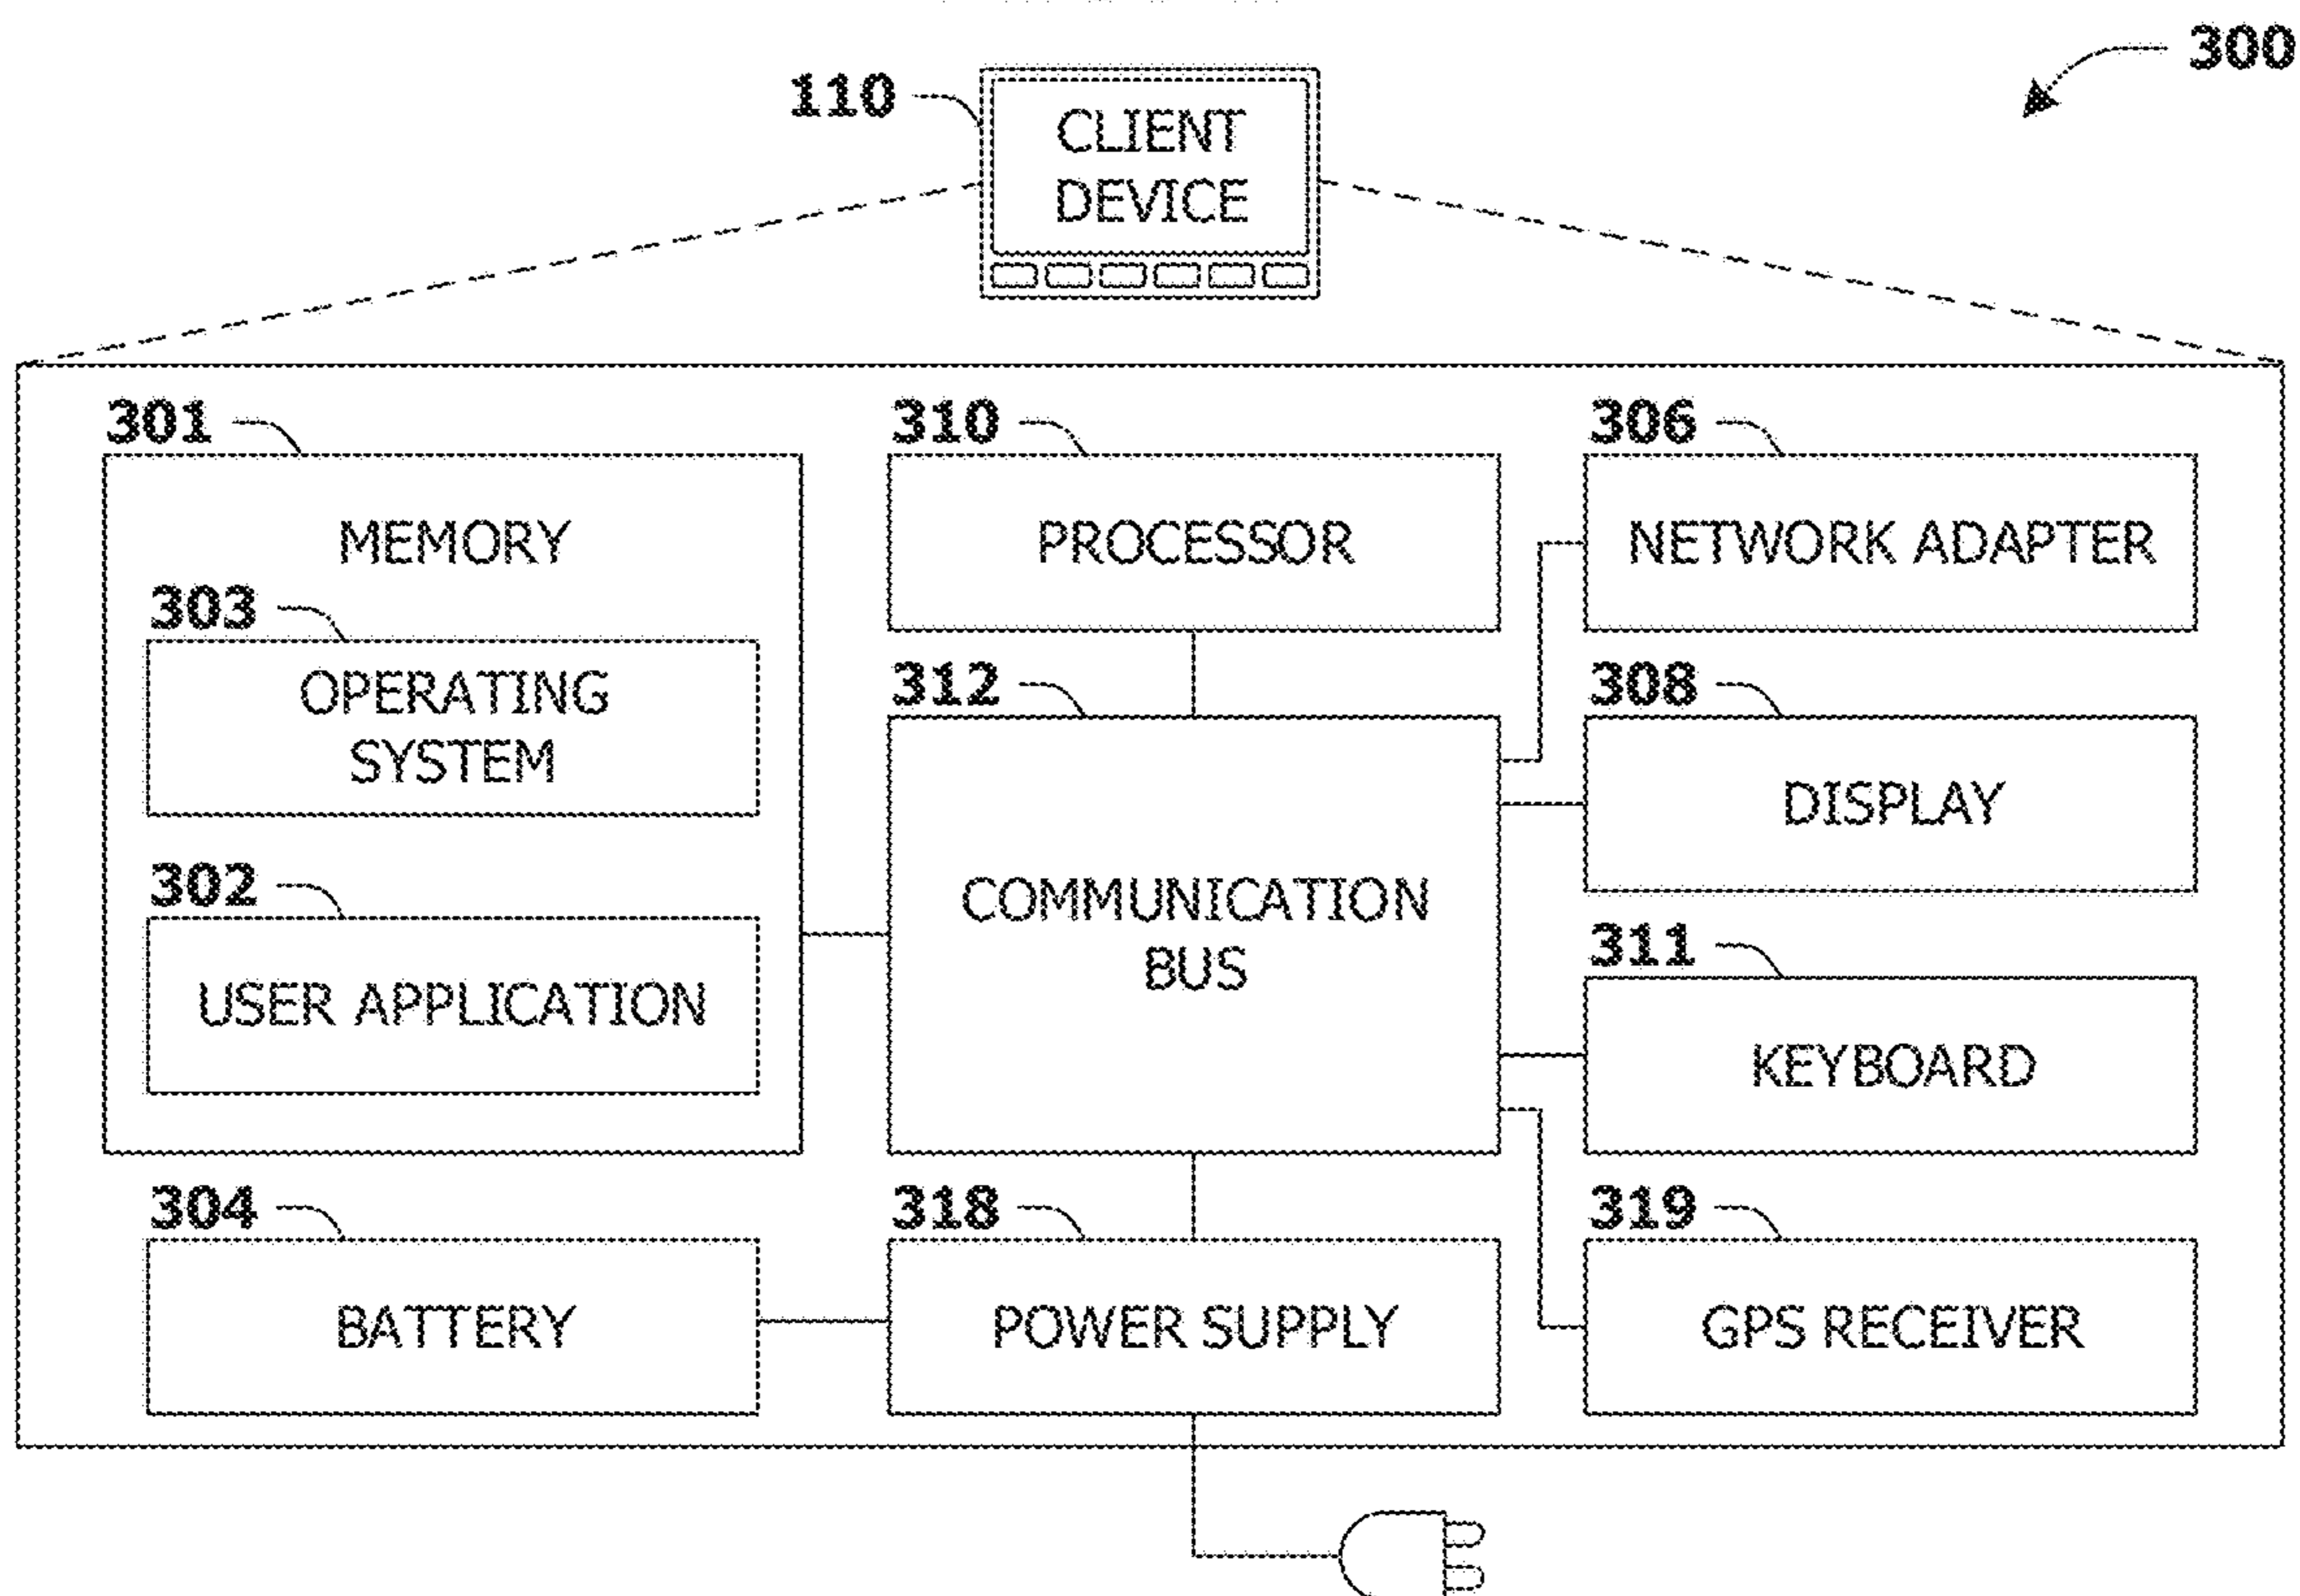 300
110
CLIENT
DEVICE
301
310
306
MEMORY
PROCESSOR
NETWORK ADAPTER
303
OPERATING
SYSTEM
312
308
DISPLAY
302
USER APPLICATION
COMMUNICATION
BUS
311
KEYBOARD
304
318
319
BATTERY
POWER SUPPLY
GPS RECEIVER